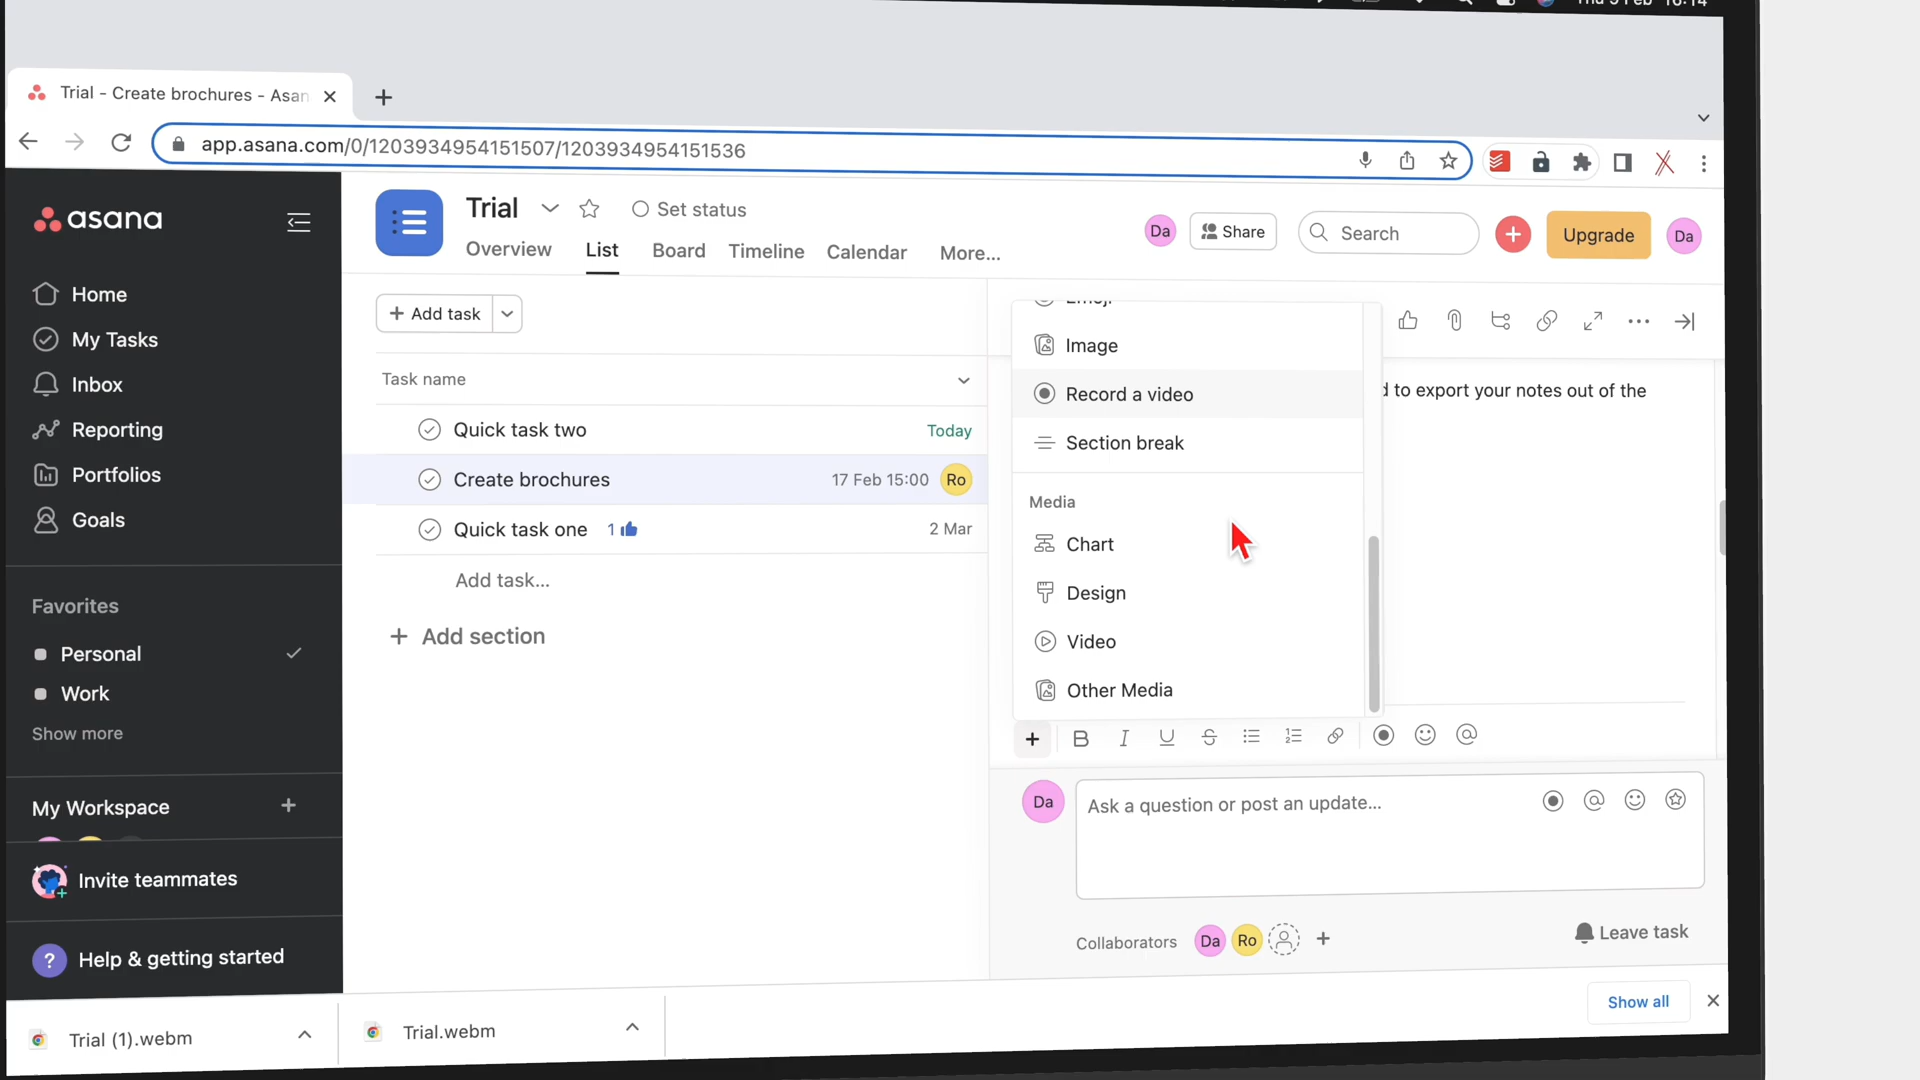 Trial - Create brochures - Asan
app.asana.com/0/1203934954151507/1203934954151536
asana
Home
My Tasks
Inbox
Reporting
Portfolios
Goals
Favorites
Personal
Work
Show more
My Workspace
Invite teammates
? Help & getting started
Trial
Set status
Overview List Board Timeline Calendar More...
Da Share Search + Upgrade Da
+ Add task
Task name
Quick task two Today
Create brochures 17 Feb 15:00 Ro
Quick task one 1 2 Mar
Add task...
+ Add section
Emoji
Image
Record a video
Section break
Media
Chart
Design
Video
Other Media
to export your notes out of the
+ B I U S
Da Ask a question or post an update...
Collaborators Da Ro +
Leave task
Trial (1).webm
Trial.webm
Show all